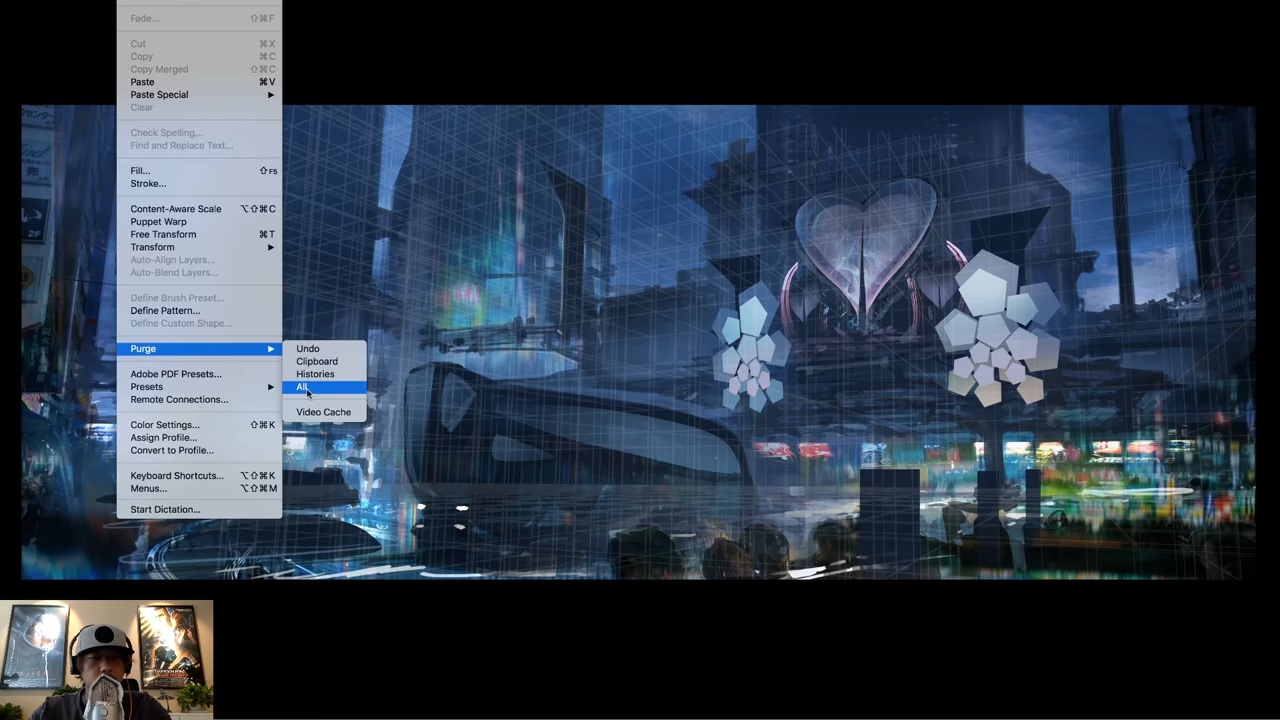 Fade... ⇧⌘F
Cut ⌘X
Copy ⌘C
Copy Merged ⇧⌘C
Paste ⌘V
Paste Special ▶
Clear
Check Spelling...
Find and Replace Text...
Fill... ⇧F5
Stroke...
Content-Aware Scale ⌥⇧⌘C
Puppet Warp
Free Transform ⌘T
Transform ▶
Auto-Align Layers...
Auto-Blend Layers...
Define Brush Preset...
Define Pattern...
Define Custom Shape...
Purge ▶
Undo
Clipboard
Histories
All
Video Cache
Adobe PDF Presets...
Presets ▶
Remote Connections...
Color Settings... ⇧⌘K
Assign Profile...
Convert to Profile...
Keyboard Shortcuts... ⌥⇧⌘K
Menus... ⌥⇧⌘M
Start Dictation...
2F